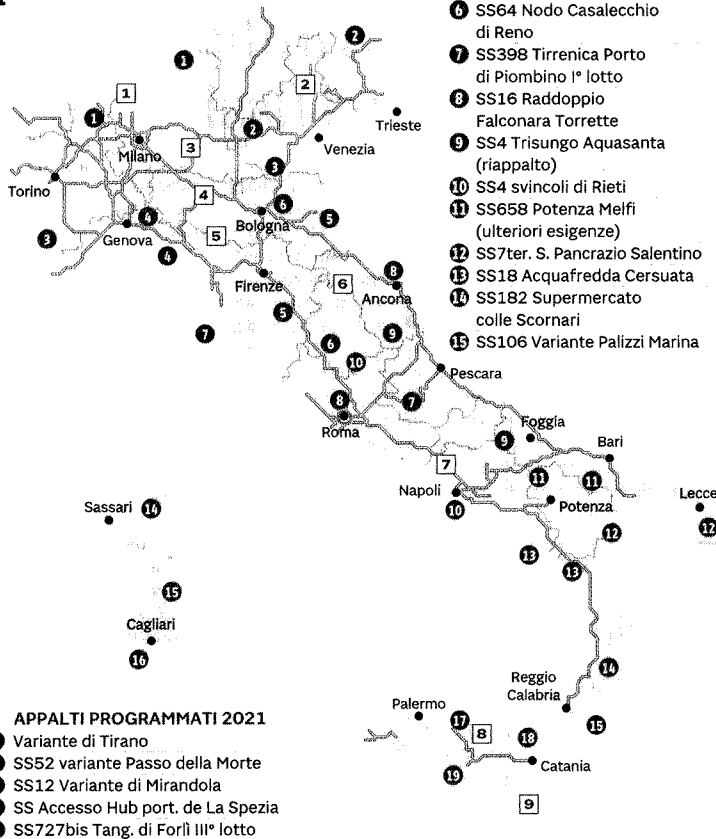 6 SS64 Nodo Casalecchio
di Reno
7 SS398 Tirrenica Porto
di Piombino I° lotto
8 SS16 Raddoppio
Falconara Torrette
9 SS4 Trisungo Aquasanta
(riappalto)
10 SS4 svincoli di Rieti
11 SS658 Potenza Melfi
(ulteriori esigenze)
12 SS7ter. S. Pancrazio Salentino
13 SS18 Acquafredda Cersuata
14 SS182 Supermercato
colle Scornari
15 SS106 Variante Palizzi Marina
2
1
2
1
1
Trieste
2
Venezia
Milano
3
3
Torino
4
6
Bologna
5
4
Genova
5
3
4
8
Ancona
Firenze
6
5
7
6
9
10
Pescara
8
7
Roma
Foggia
9
Bari
7
11
11
Napoli
10
Potenza
Lecce
12
12
13
13
Sassari
14
15
Cagliari
16
14
Reggio
Calabria
15
Palermo
17
8
18
Catania
19
9
APPALTI PROGRAMMATI 2021
Variante di Tirano
SS52 variante Passo della Morte
SS12 Variante di Mirandola
SS Accesso Hub port. de La Spezia
SS727bis Tang. di Forlì III° lotto